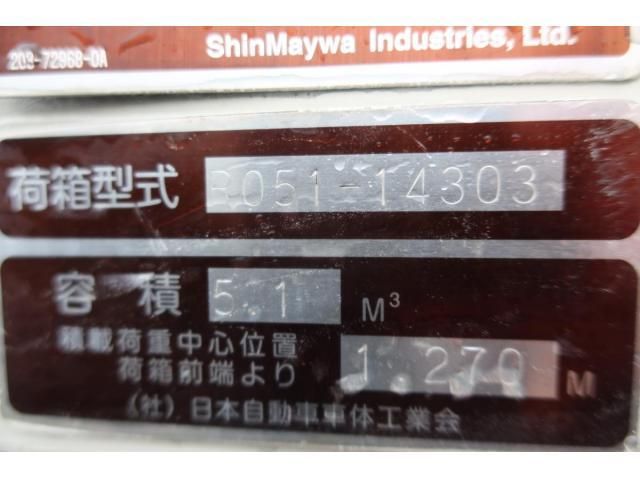 ShinMaywa Industries, Ltd.
209-72968-0A
荷箱型式 R051-14303
容積 5.1 M³
積載荷重中心位置
荷箱前端より 1.270 M
(社)日本自動車車体工業会